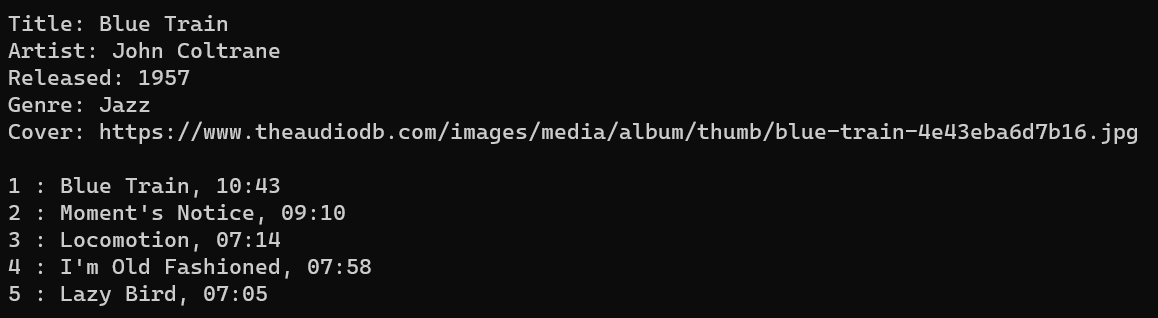 Title: Blue Train
Artist: John Coltrane
Released: 1957
Genre: Jazz
Cover: https://www.theaudiodb.com/images/media/album/thumb/blue-train-4e43eba6d7b16.jpg
1 : Blue Train, 10:43
2 : Moment's Notice, 09:10
3 : Locomotion, 07:14
4 : I'm Old Fashioned, 07:58
5 : Lazy Bird, 07:05